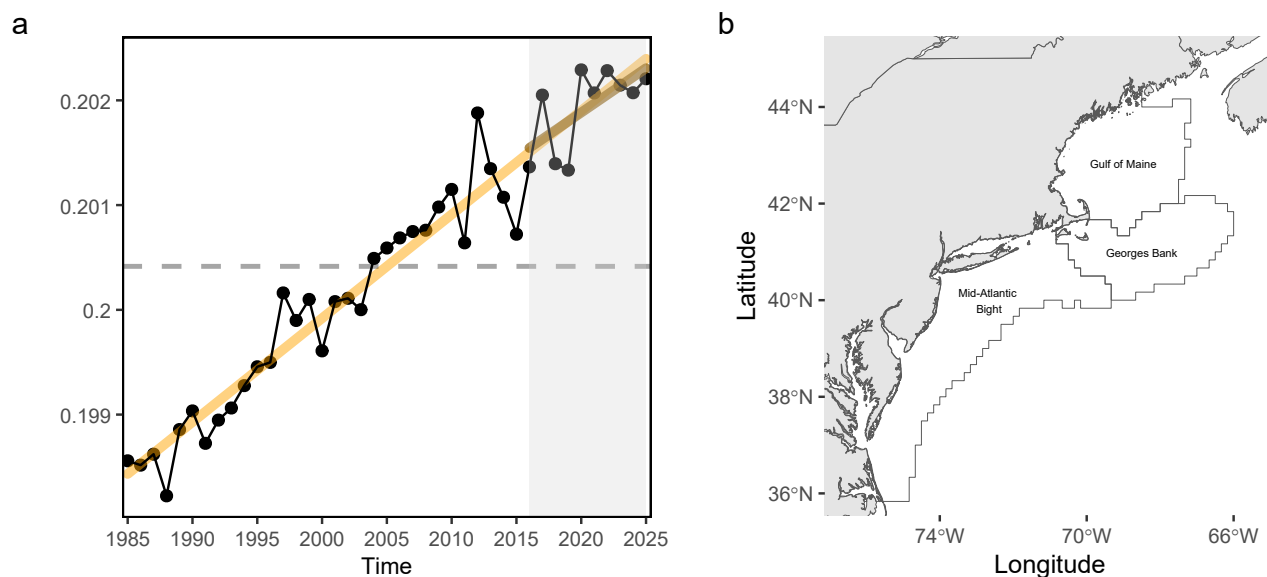 a
0.202
0.201
0.2
0.199
1985 1990 1995 2000 2005 2010 2015 2020 2025
Time
b
44°N
42°N
40°N
38°N
36°N
Latitude
Gulf of Maine
Georges Bank
Mid-Atlantic
Bight
74°W 70°W 66°W
Longitude